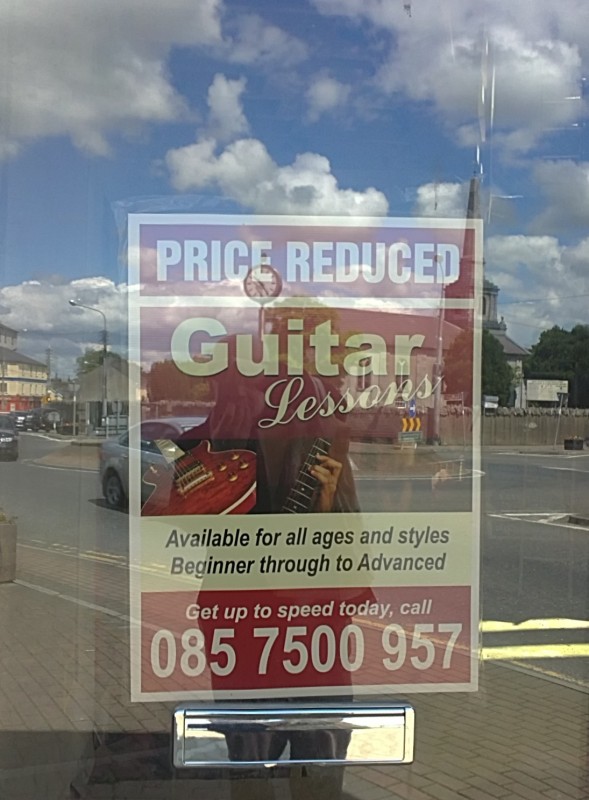 PRICE REDUCED
Guitar
Lessons
Available for all ages and styles
Beginner through to Advanced
Get up to speed today, call
085 7500 957